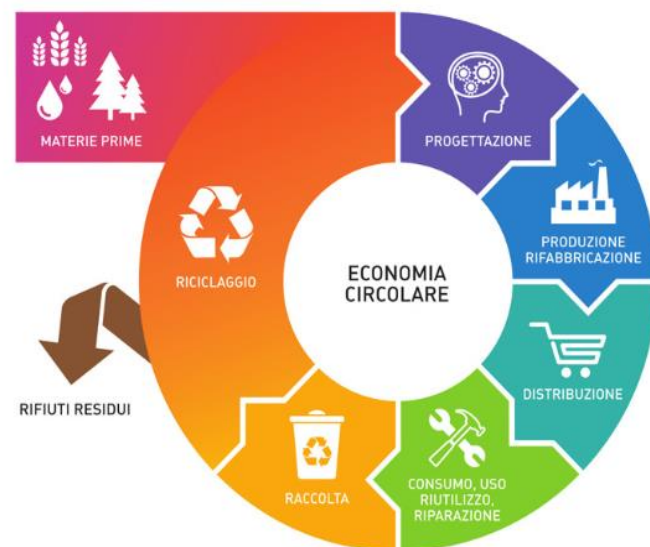 MATERIE PRIME
PROGETTAZIONE
PRODUZIONE
RIFABBRICAZIONE
RICICLAGGIO
ECONOMIA
CIRCOLARE
DISTRIBUZIONE
RIFIUTI RESIDUI
CONSUMO, USO
RIUTILIZZO,
RIPARAZIONE
RACCOLTA